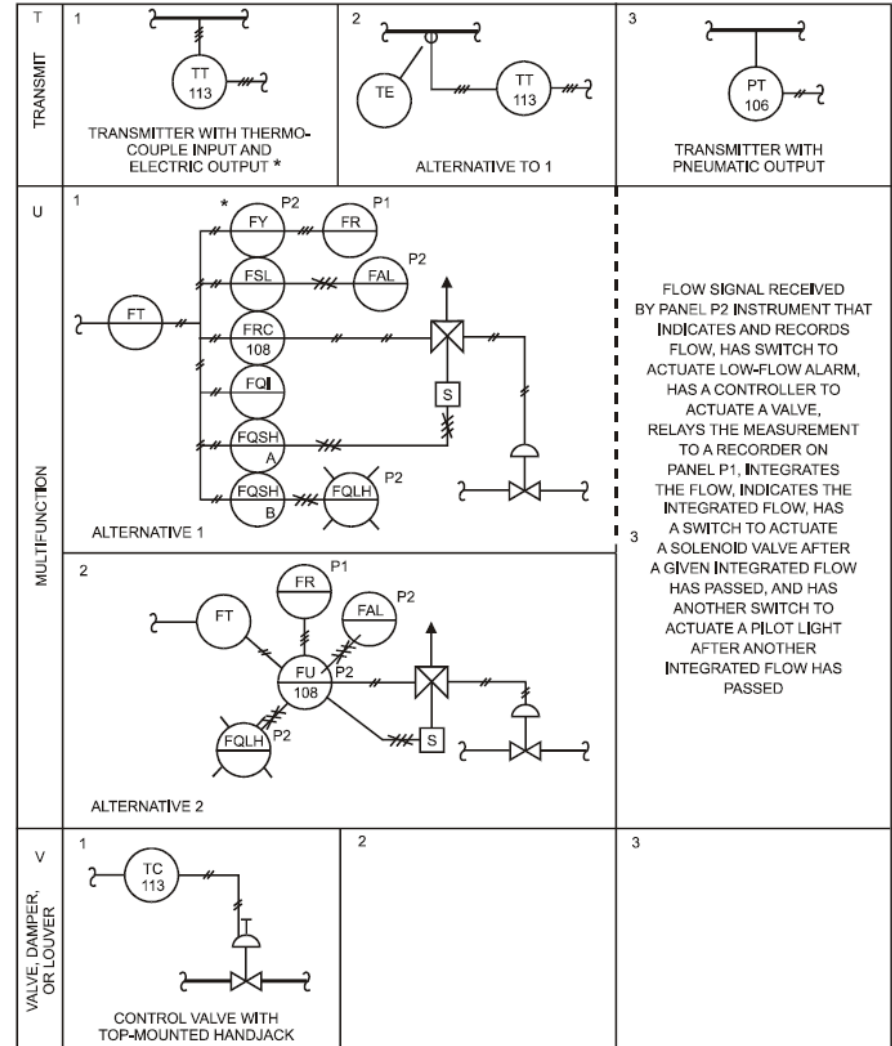 T
TRANSMIT
1
TT
113
TRANSMITTER WITH THERMO-
COUPLE INPUT AND
ELECTRIC OUTPUT *
2
TE
TT
113
ALTERNATIVE TO 1
3
PT
106
TRANSMITTER WITH
PNEUMATIC OUTPUT
U
MULTIFUNCTION
1
*
FY
P2
FR
P1
FSL
FAL
P2
FT
FRC
108
FQI
S
FQSH
A
FQSH
B
FQLH
P2
ALTERNATIVE 1
3
FLOW SIGNAL RECEIVED
BY PANEL P2 INSTRUMENT THAT
INDICATES AND RECORDS
FLOW, HAS SWITCH TO
ACTUATE LOW-FLOW ALARM,
HAS A CONTROLLER TO
ACTUATE A VALVE,
RELAYS THE MEASUREMENT
TO A RECORDER ON
PANEL P1, INTEGRATES
THE FLOW, INDICATES THE
INTEGRATED FLOW, HAS
A SWITCH TO ACTUATE
A SOLENOID VALVE AFTER
A GIVEN INTEGRATED FLOW
HAS PASSED, AND HAS
ANOTHER SWITCH TO
ACTUATE A PILOT LIGHT
AFTER ANOTHER
INTEGRATED FLOW HAS
PASSED
2
FR
P1
FT
FAL
P2
FU
108
P2
FQLH
P2
S
ALTERNATIVE 2
V
VALVE, DAMPER,
OR LOUVER
1
TC
113
T
CONTROL VALVE WITH
TOP-MOUNTED HANDJACK
2
3